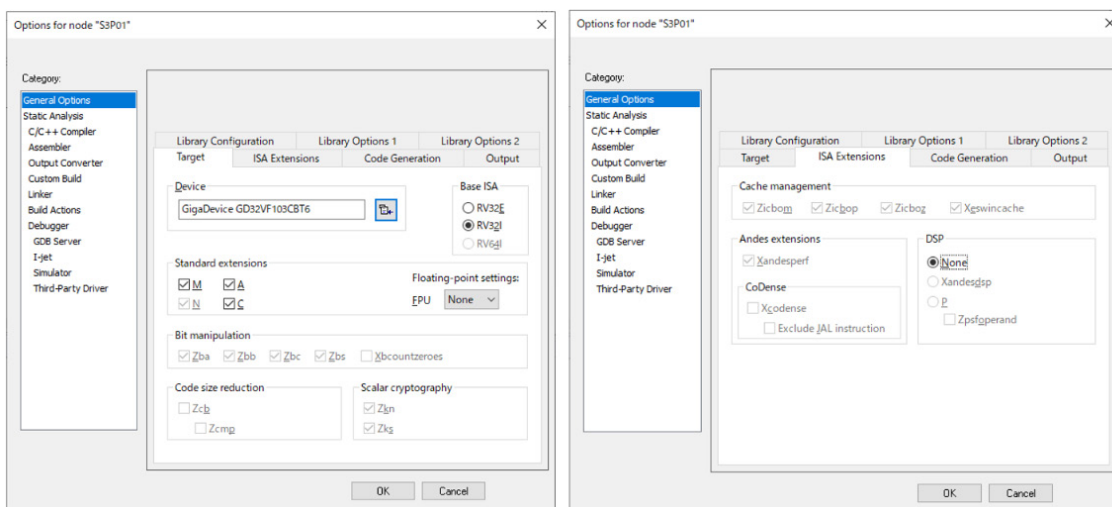 Options for node "S3P01"
Category:
General Options
Static Analysis
C/C++ Compiler
Assembler
Output Converter
Custom Build
Linker
Build Actions
Debugger
GDB Server
I-jet
Simulator
Third-Party Driver
Library Configuration Library Options 1 Library Options 2
Target ISA Extensions Code Generation Output
Device
GigaDevice GD32VF103CBT6
Base ISA
RV32E
RV32I
RV64I
Standard extensions
M A
N C
Floating-point settings:
FPU None
Bit manipulation
Zba Zbb Zbc Zbs Xbcountzeroes
Code size reduction
Zcb
Zcmp
Scalar cryptography
Zkn
Zks
OK Cancel
Options for node "S3P01"
Category:
General Options
Static Analysis
C/C++ Compiler
Assembler
Output Converter
Custom Build
Linker
Build Actions
Debugger
GDB Server
I-jet
Simulator
Third-Party Driver
Library Configuration Library Options 1 Library Options 2
Target ISA Extensions Code Generation Output
Cache management
Zicbom Zicbop Zicboz Xeswincache
Andes extensions
Xandesperf
CoDense
Xcodense
Exclude JAL instruction
DSP
None
Xandesdsp
P
Zpsfoperand
OK Cancel